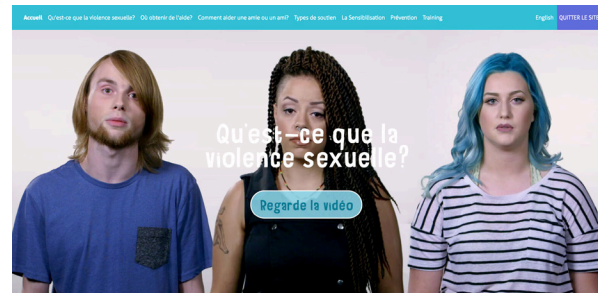 Accueil Qu'est-ce que la violence sexuelle? Où obtenir de l'aide? Comment aider une amie ou un ami? Types de soutien La Sensibilisation Prévention Training English QUITTER LE SITE
Qu'est-ce que la
violence sexuelle?
Regarde la vidéo